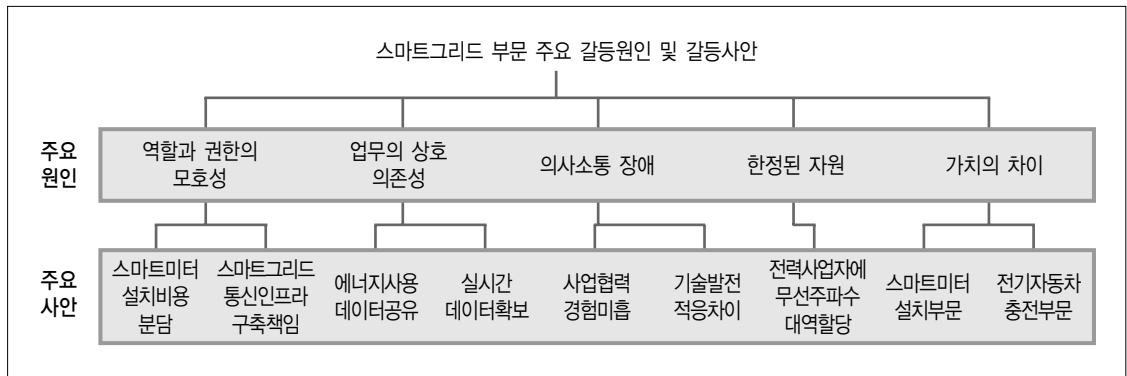 스마트그리드 부문 주요 갈등원인 및 갈등사안
주요
원인
역할과 권한의
모호성
업무의 상호
의존성
의사소통 장애
한정된 자원
가치의 차이
주요
사안
스마트미터
설치비용
분담
스마트그리드
통신인프라
구축책임
에너지사용
데이터공유
실시간
데이터확보
사업협력
경험미흡
기술발전
적응차이
전력사업자에
무선주파수
대역할당
스마트미터
설치부문
전기자동차
충전부문